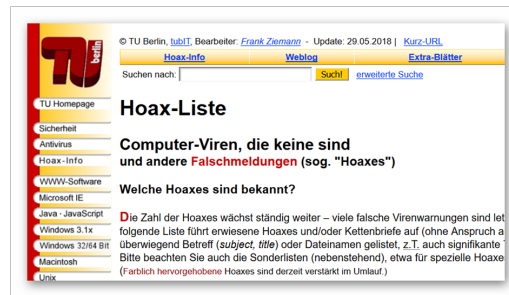 berlin
© TU Berlin, tubIT, Bearbeiter: Frank Ziemann - Update: 29.05.2018 | Kurz-URL
Hoax-Info Weblog Extra-Blätter
Suchen nach: Such! erweiterte Suche
TU Homepage
Sicherheit
Antivirus
Hoax-Info
WWW-Software
Microsoft IE
Java - JavaScript
Windows 3.1x
Windows 32/64 Bit
Macintosh
Unix
Hoax-Liste
Computer-Viren, die keine sind
und andere Falschmeldungen (sog. "Hoaxes")
Welche Hoaxes sind bekannt?
Die Zahl der Hoaxes wächst ständig weiter – viele falsche Virenwarnungen sind let
folgende Liste führt erwiesene Hoaxes und/oder Kettenbriefe auf (ohne Anspruch a
überwiegend Betreff (subject, title) oder Dateinamen gelistet, z.T. auch signifikante
Bitte beachten Sie auch die Sonderlisten (nebenstehend), etwa für spezielle Hoaxe
(Farblich hervorgehobene Hoaxes sind derzeit verstärkt im Umlauf.)